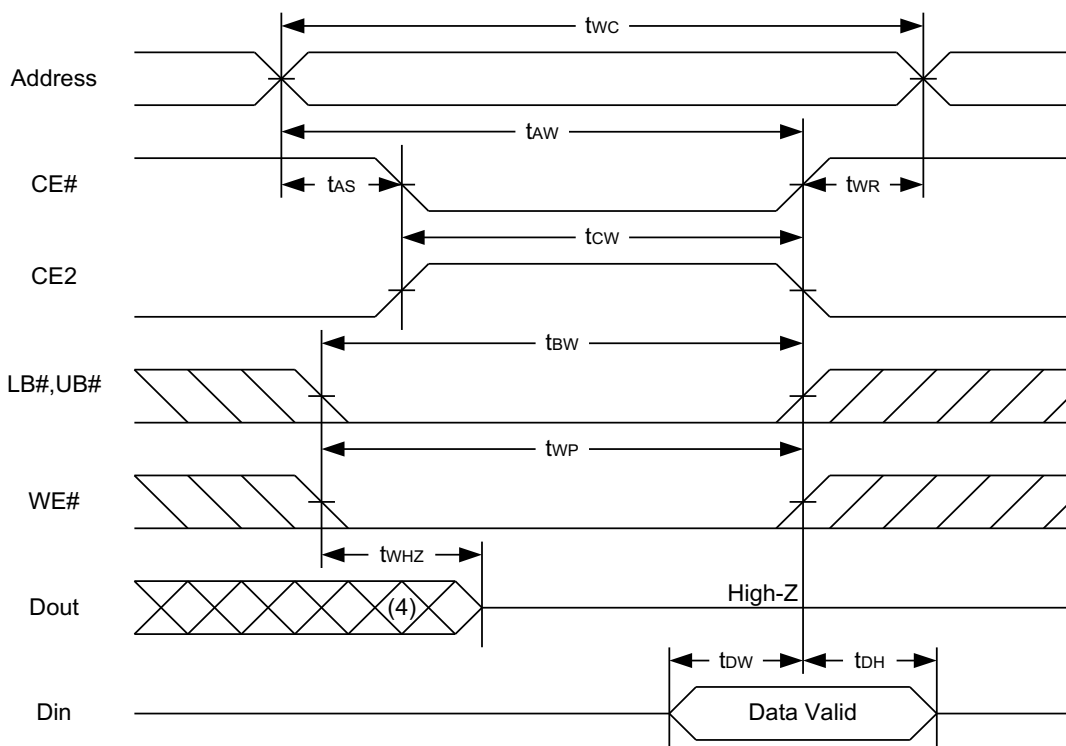 tWC
Address
tAW
CE#
tAS
tWR
tCW
CE2
tBW
LB#,UB#
tWP
WE#
tWHZ
Dout
(4)
High-Z
tDW
tDH
Din
Data Valid